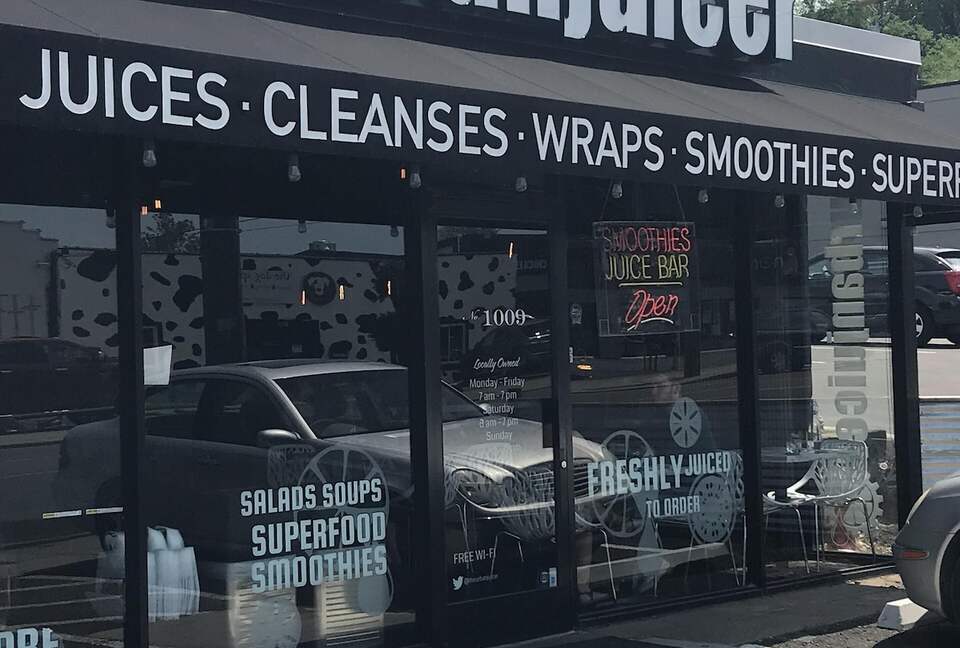 JUICES · CLEANSES · WRAPS · SMOOTHIES · SUPERF
SMOOTHIES
JUICE BAR
Open
No 1009
Locally Owned
Monday - Friday
7am - 7pm
Saturday
8am - 7pm
Sunday
SALADS SOUPS
SUPERFOOD
SMOOTHIES
FRESHLY JUICED
TO ORDER
FREE WI-FI